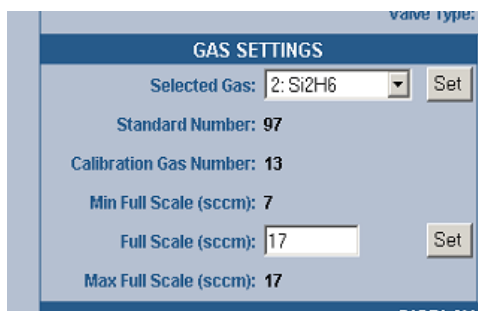 Valve Type:
GAS SETTINGS
Selected Gas: 2: Si2H6 Set
Standard Number: 97
Calibration Gas Number: 13
Min Full Scale (sccm): 7
Full Scale (sccm): 17 Set
Max Full Scale (sccm): 17